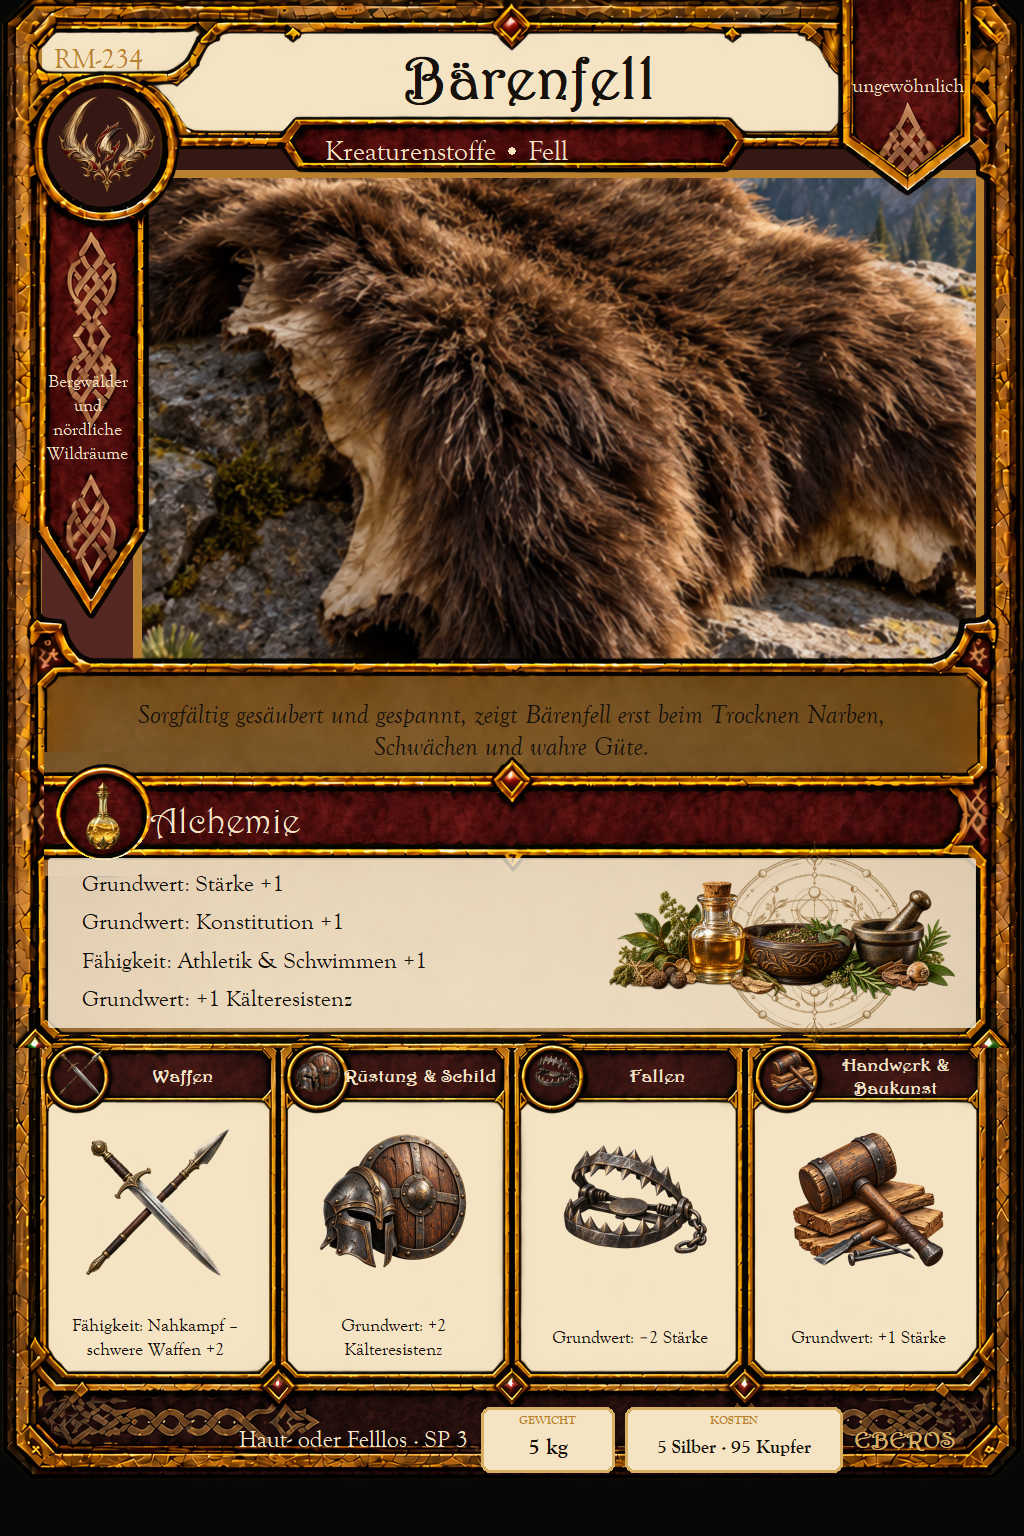 RM-234
Bärenfell
ungewöhnlich
Kreaturenstoffe • Fell
Bergwälder
und
nördliche
Wildräume
Sorgfältig gesäubert und gespannt, zeigt Bärenfell erst beim Trocknen Narben,
Schwächen und wahre Güte.
Alchemie
Grundwert: Stärke +1
Grundwert: Konstitution +1
Fähigkeit: Athletik & Schwimmen +1
Grundwert: +1 Kälteresistenz
Waffen
Fähigkeit: Nahkampf –
schwere Waffen +2
Rüstung & Schild
Grundwert: +2
Kälteresistenz
Fallen
Grundwert: −2 Stärke
Handwerk &
Baukunst
Grundwert: +1 Stärke
Haut- oder Felllos · SP 3
GEWICHT
5 kg
KOSTEN
5 Silber · 95 Kupfer
EBEROS